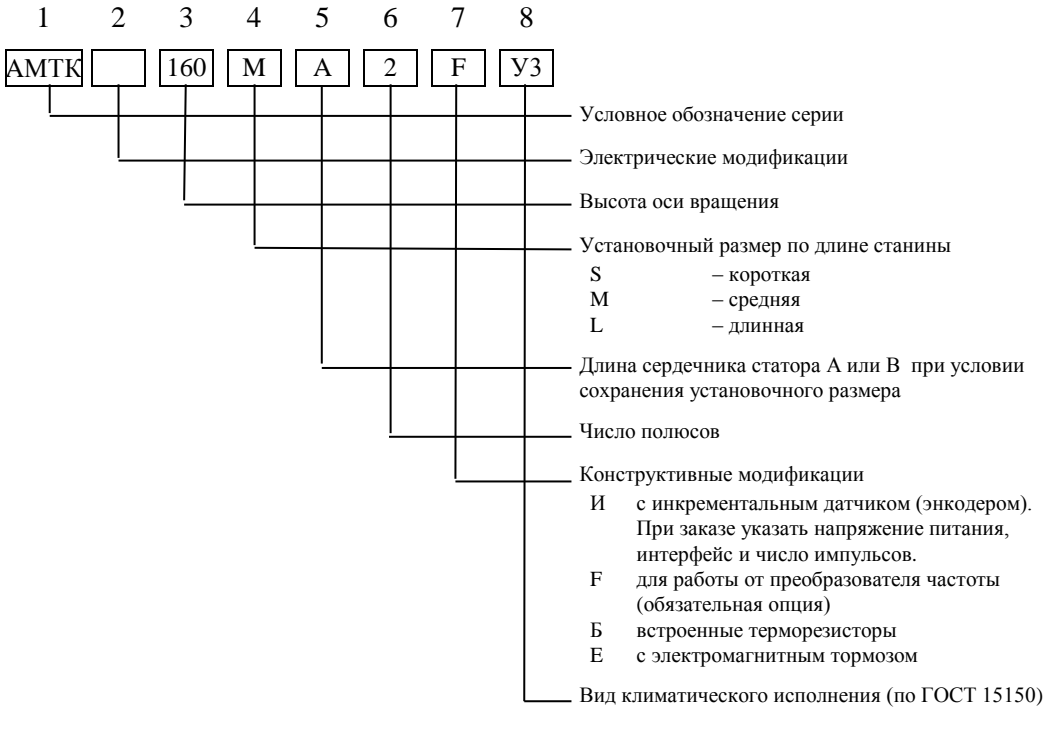 1 2 3 4 5 6 7 8
АМТК 160 М А 2 F У3
Условное обозначение серии
Электрические модификации
Высота оси вращения
Установочный размер по длине станины
S – короткая
M – средняя
L – длинная
Длина сердечника статора А или В при условии
сохранения установочного размера
Число полюсов
Конструктивные модификации
И с инкрементальным датчиком (энкодером).
При заказе указать напряжение питания,
интерфейс и число импульсов.
F для работы от преобразователя частоты
(обязательная опция)
Б встроенные терморезисторы
Е с электромагнитным тормозом
Вид климатического исполнения (по ГОСТ 15150)